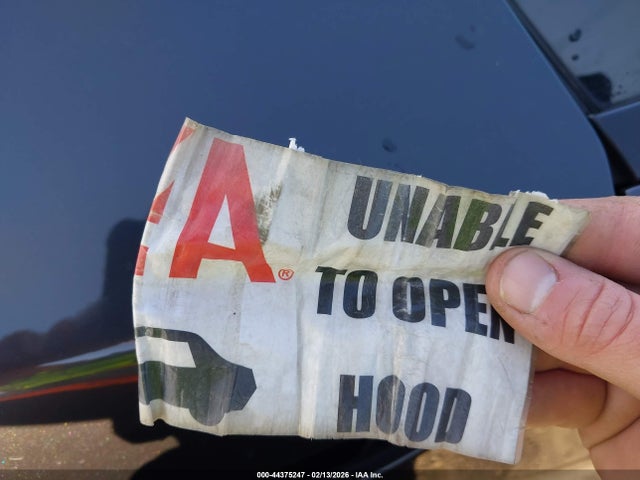 A®
UNABLE
TO OPEN
HOOD
000-44375247 - 02/13/2026 - IAA Inc.